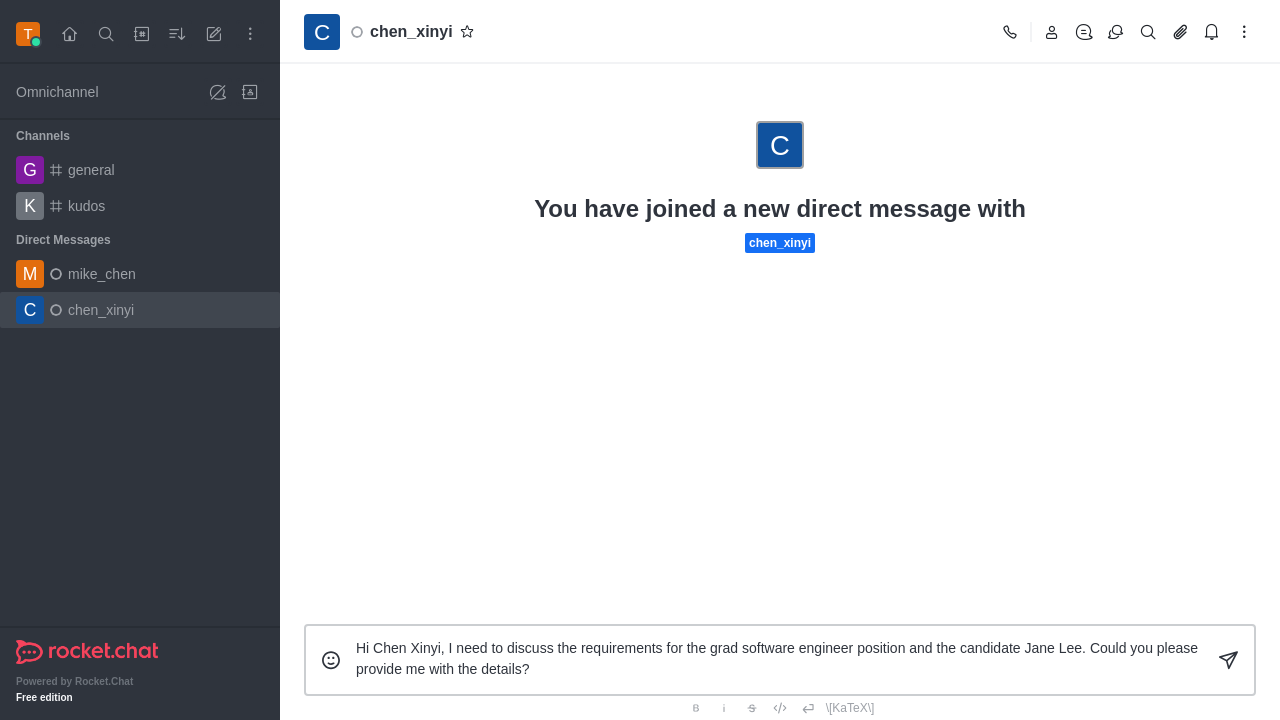 T
Omnichannel
Channels
G general
K kudos
Direct Messages
M mike_chen
C chen_xinyi
rocket.chat
Powered by Rocket.Chat
Free edition
C chen_xinyi
C
You have joined a new direct message with
chen_xinyi
Hi Chen Xinyi, I need to discuss the requirements for the grad software engineer position and the candidate Jane Lee. Could you please
provide me with the details?
B i S \[KaTeX\]